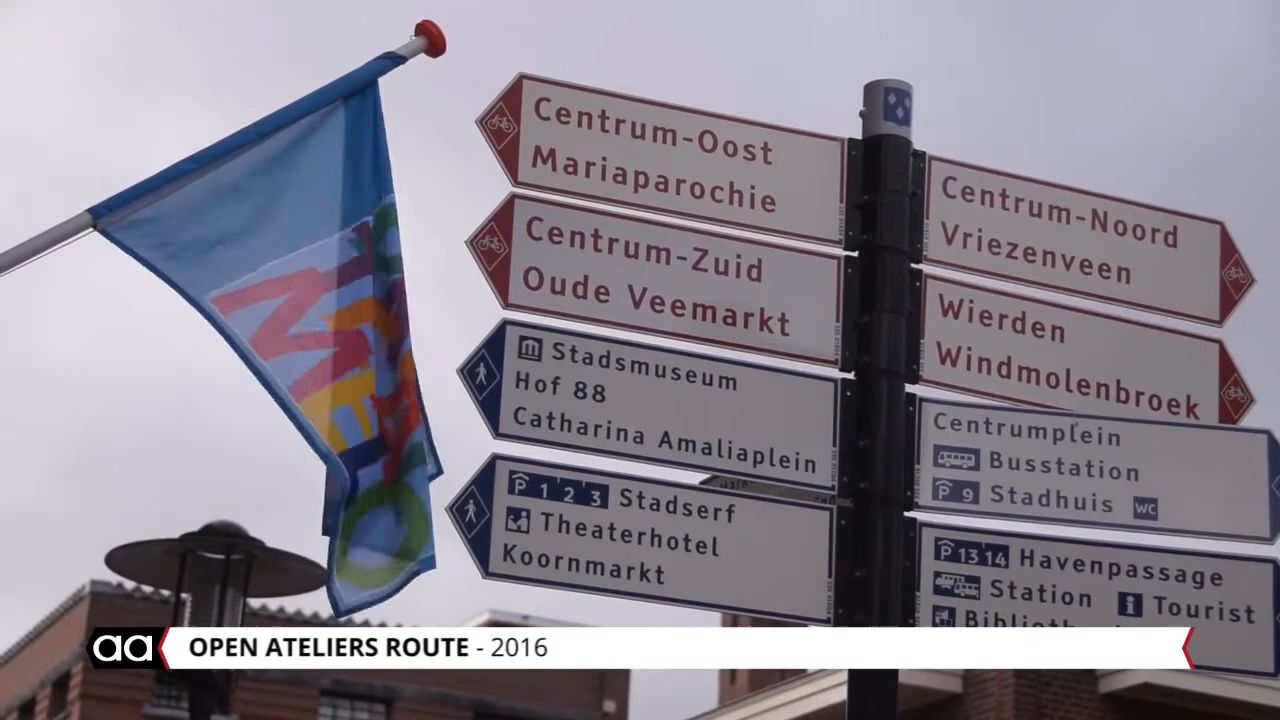 Centrum-Oost
Mariaparochie
Centrum-Zuid
Oude Veemarkt
Stadsmuseum
Hof 88
Catharina Amaliaplein
P 1 2 3 Stadserf
Theaterhotel
Koornmarkt
Centrum-Noord
Vriezenveen
Wierden
Windmolenbroek
Centrumplein
Busstation
P 9 Stadhuis WC
P 13 14 Havenpassage
Station i Tourist
aa OPEN ATELIERS ROUTE - 2016